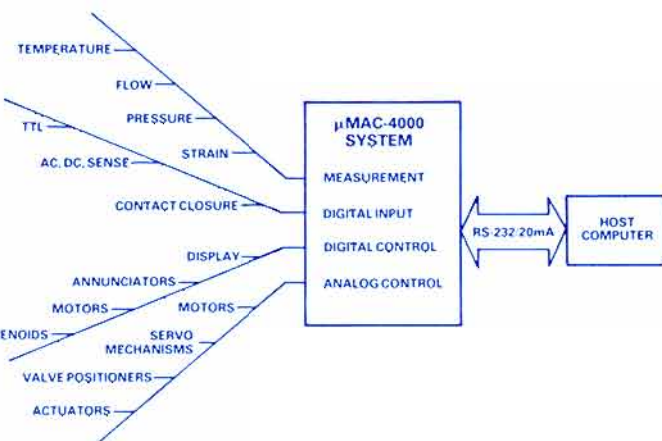 TEMPERATURE
FLOW
PRESSURE
STRAIN
TTL
AC, DC, SENSE
CONTACT CLOSURE
DISPLAY
ANNUNCIATORS
MOTORS
ENOIDS
MOTORS
SERVO
MECHANISMS
VALVE POSITIONERS
ACTUATORS
µMAC-4000
SYSTEM
MEASUREMENT
DIGITAL INPUT
DIGITAL CONTROL
ANALOG CONTROL
RS-232/20mA
HOST
COMPUTER